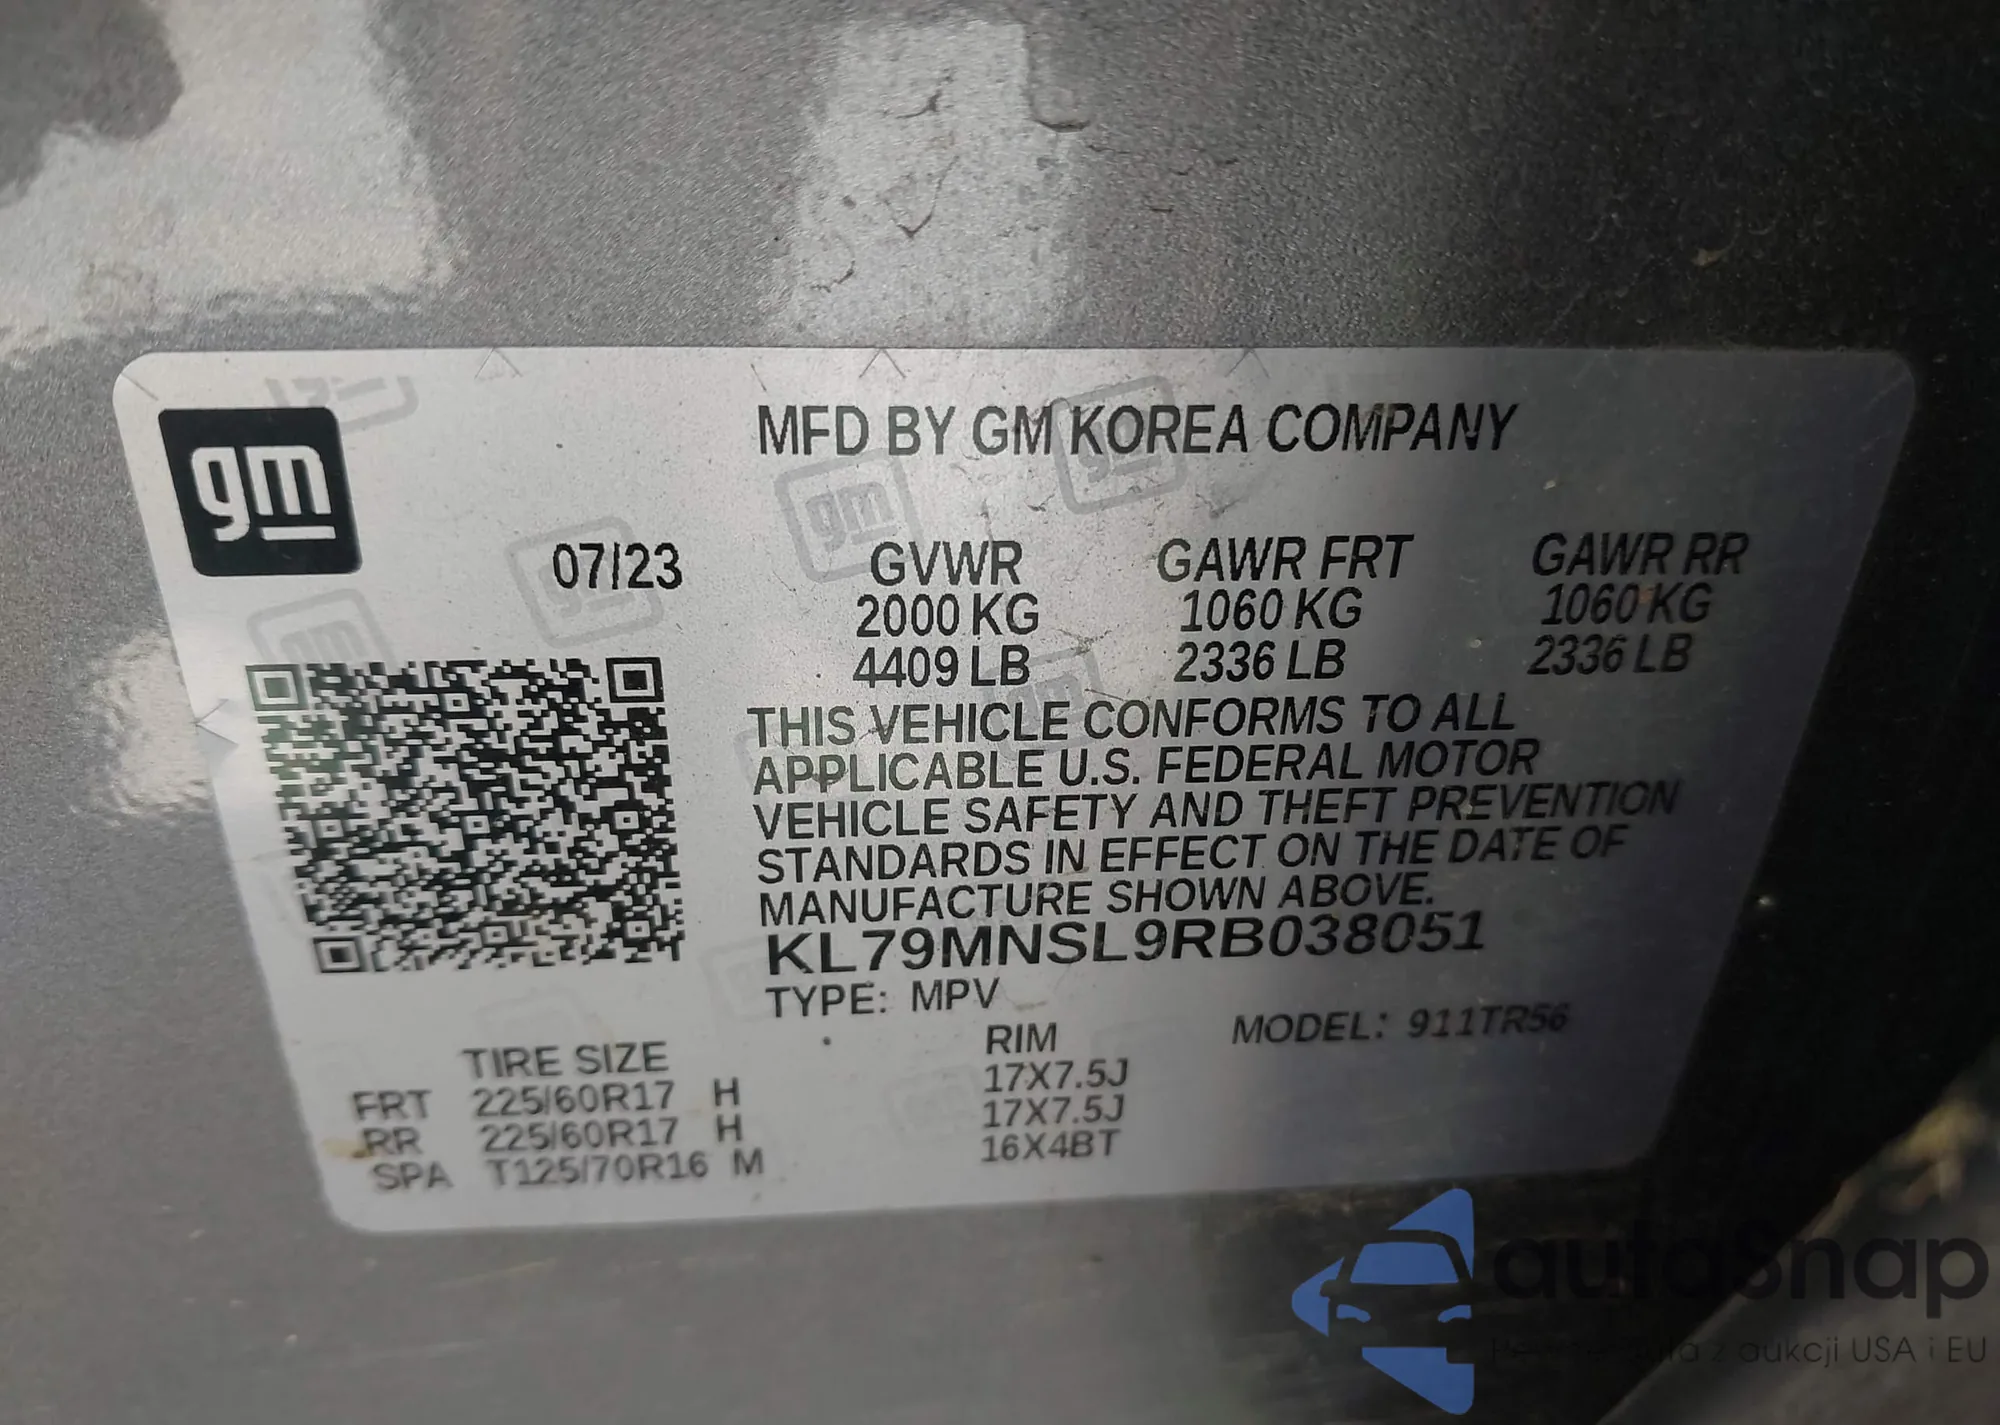 gm
MFD BY GM KOREA COMPANY
07/23 GVWR GAWR FRT GAWR RR
2000 KG 1060 KG 1060 KG
4409 LB 2336 LB 2336 LB
THIS VEHICLE CONFORMS TO ALL
APPLICABLE U.S. FEDERAL MOTOR
VEHICLE SAFETY AND THEFT PREVENTION
STANDARDS IN EFFECT ON THE DATE OF
MANUFACTURE SHOWN ABOVE.
KL79MNSL9RB038051
TYPE: MPV
MODEL: 911TR56
TIRE SIZE RIM
FRT 225/60R17 H 17X7.5J
RR 225/60R17 H 17X7.5J
SPA T125/70R16 M 16X4BT
autoSnap
z aukcji USA i EU